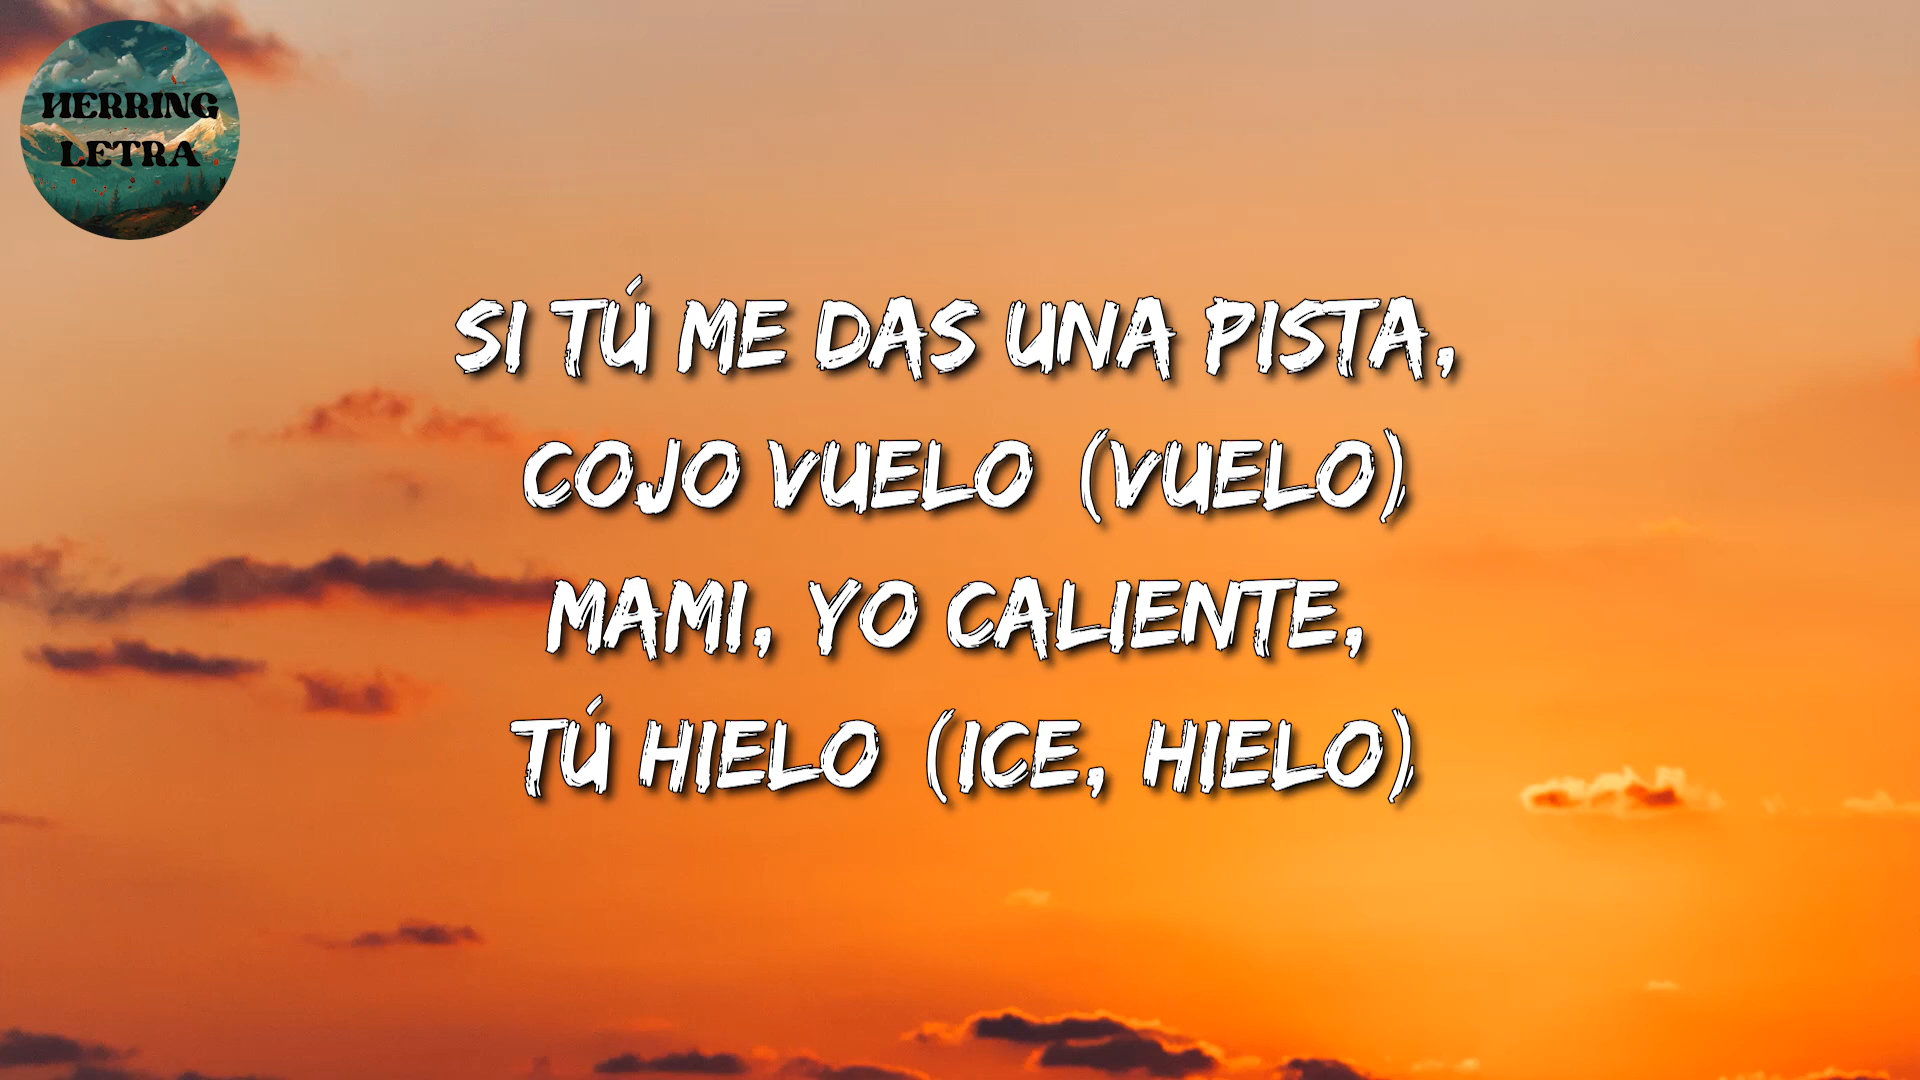 HERRING
LETRA
SI TÚ ME DAS UNA PISTA,
COJO VUELO (VUELO)
MAMI, YO CALIENTE,
TÚ HIELO (ICE, HIELO)